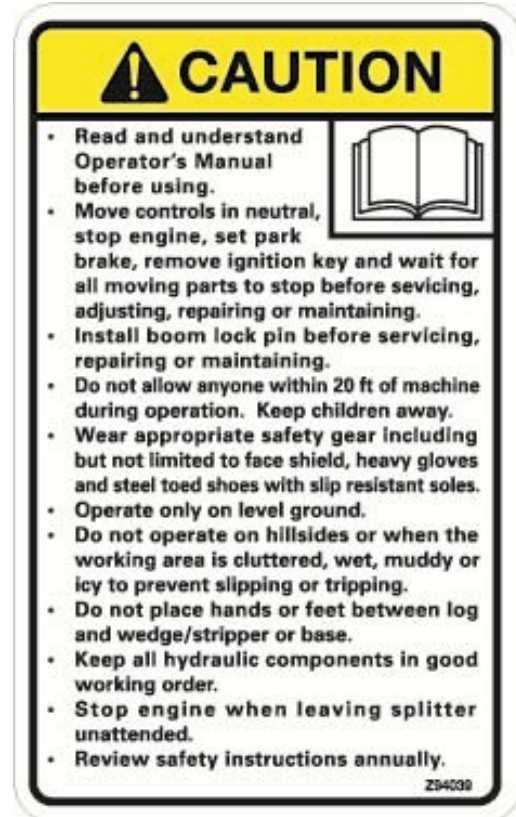 CAUTION
• Read and understand
Operator's Manual
before using.
• Move controls in neutral,
stop engine, set park
brake, remove ignition key and wait for
all moving parts to stop before sevicing,
adjusting, repairing or maintaining.
• Install boom lock pin before servicing,
repairing or maintaining.
• Do not allow anyone within 20 ft of machine
during operation. Keep children away.
• Wear appropriate safety gear including
but not limited to face shield, heavy gloves
and steel toed shoes with slip resistant soles.
• Operate only on level ground.
• Do not operate on hillsides or when the
working area is cluttered, wet, muddy or
icy to prevent slipping or tripping.
• Do not place hands or feet between log
and wedge/stripper or base.
• Keep all hydraulic components in good
working order.
• Stop engine when leaving splitter
unattended.
• Review safety instructions annually.
Z94039